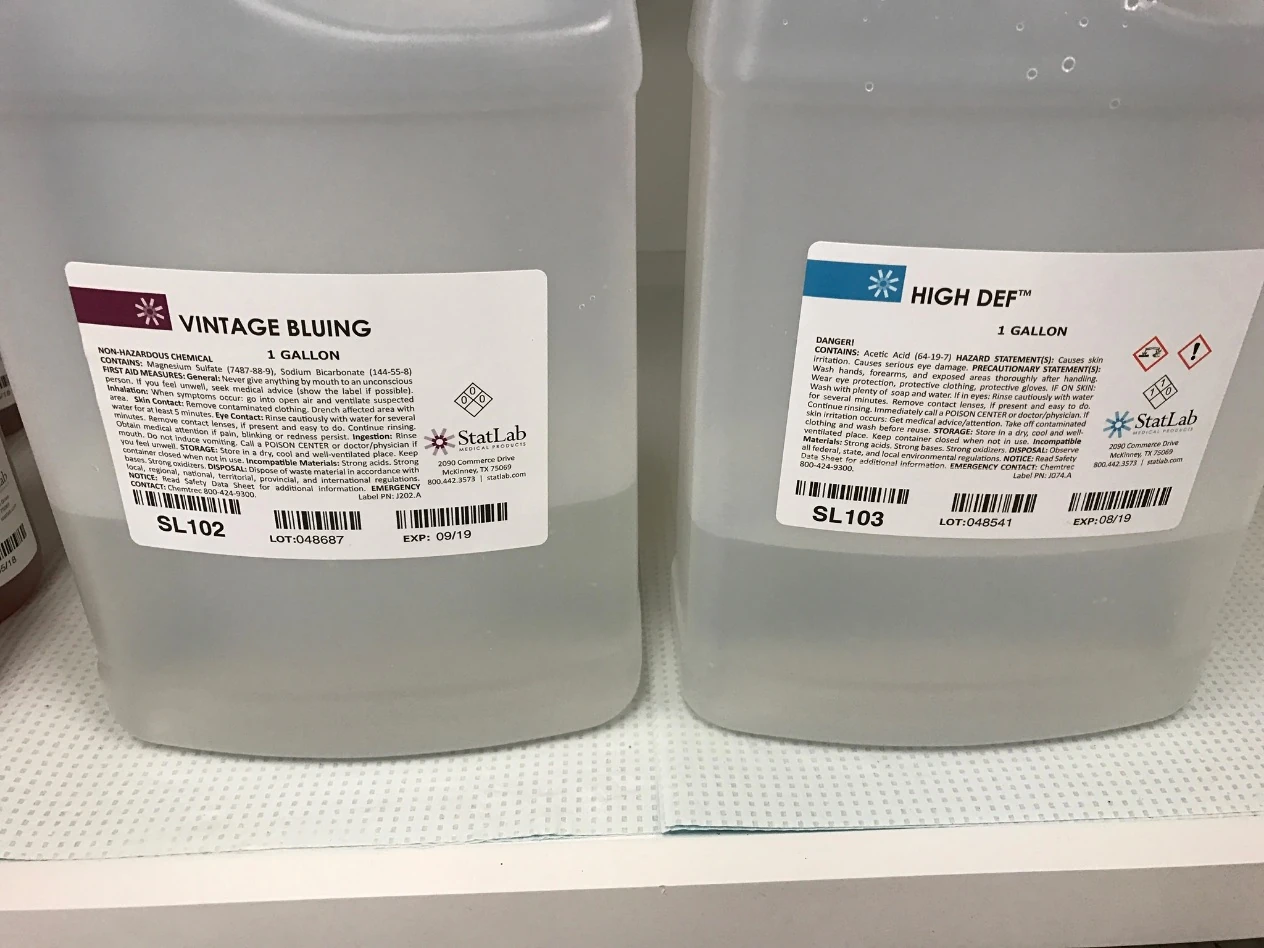 VINTAGE BLUING
1 GALLON
NON-HAZARDOUS CHEMICAL
CONTAINS: Magnesium Sulfate (7487-88-9), Sodium Bicarbonate (144-55-8)
FIRST AID MEASURES: General: Never give anything by mouth to an unconscious
person. If you feel unwell, seek medical advice (show the label if possible).
Inhalation: When symptoms occur: go into open air and ventilate suspected
area. Skin Contact: Remove contaminated clothing. Drench affected area with
water for at least 5 minutes. Eye Contact: Rinse cautiously with water for several
minutes. Remove contact lenses, if present and easy to do. Continue rinsing.
Obtain medical attention if pain, blinking or redness persist. Ingestion: Rinse
mouth. Do not induce vomiting. Call a POISON CENTER or doctor/physician if
you feel unwell. STORAGE: Store in a dry, cool and well-ventilated place. Keep
container closed when not in use. Incompatible Materials: Strong acids. Strong
bases. Strong oxidizers. DISPOSAL: Dispose of waste material in accordance with
local, regional, national, territorial, provincial, and international regulations.
NOTICE: Read Safety Data Sheet for additional information. EMERGENCY
CONTACT: Chemtrec 800-424-9300.
Label PN: J202.A
0
0 0
0
StatLab
MEDICAL PRODUCTS
2090 Commerce Drive
McKinney, TX 75069
800.442.3573 | statlab.com
SL102
LOT:048687
EXP: 09/19
HIGH DEF™
1 GALLON
DANGER!
CONTAINS: Acetic Acid (64-19-7) HAZARD STATEMENT(S): Causes skin
irritation. Causes serious eye damage. PRECAUTIONARY STATEMENT(S):
Wash hands, forearms, and exposed areas thoroughly after handling.
Wear eye protection, protective clothing, protective gloves. IF ON SKIN:
Wash with plenty of soap and water. If in eyes: Rinse cautiously with water
for several minutes. Remove contact lenses, if present and easy to do.
Continue rinsing. Immediately call a POISON CENTER or doctor/physician. If
skin irritation occurs: Get medical advice/attention. Take off contaminated
clothing and wash before reuse. STORAGE: Store in a dry, cool and well-
ventilated place. Keep container closed when not in use. Incompatible
Materials: Strong acids. Strong bases. Strong oxidizers. DISPOSAL: Observe
all federal, state, and local environmental regulations. NOTICE: Read Safety
Data Sheet for additional information. EMERGENCY CONTACT: Chemtrec
800-424-9300.
Label PN: J074.A
StatLab
MEDICAL PRODUCTS
2090 Commerce Drive
McKinney, TX 75069
800.442.3573 | statlab.com
SL103
LOT:048541
EXP:08/19